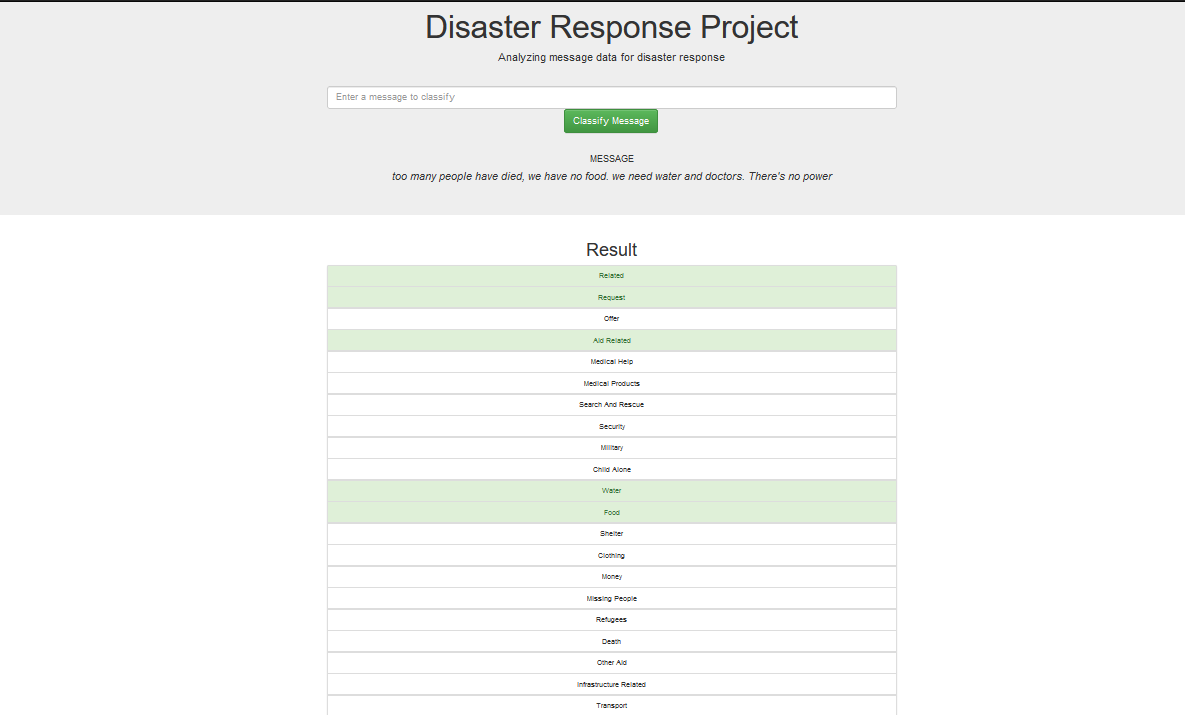 Disaster Response Project
Analyzing message data for disaster response
Enter a message to classify
Classify Message
MESSAGE
too many people have died, we have no food. we need water and doctors. There's no power
Result
Related
Request
Offer
Aid Related
Medical Help
Medical Products
Search And Rescue
Security
Military
Child Alone
Water
Food
Shelter
Clothing
Money
Missing People
Refugees
Death
Other Aid
Infrastructure Related
Transport